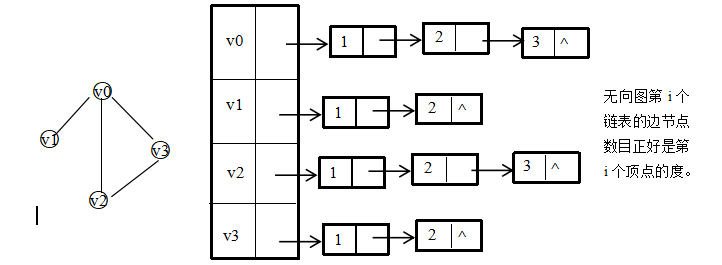 v0
v1
v3
v2
v0 1 2 3 ^
v1 1 2 ^
v2 1 2 3 ^
v3 1 2 ^
无向图第 i 个
链表的边节点
数目正好是第
i 个顶点的度。